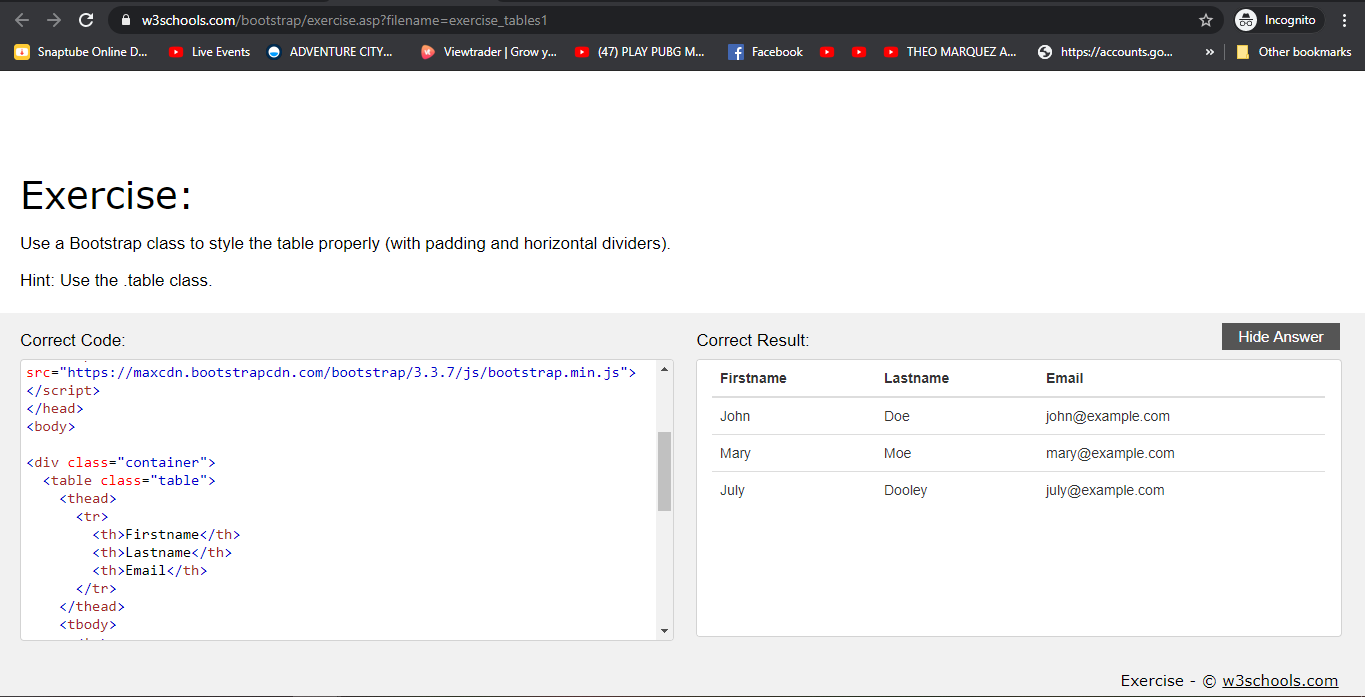 w3schools.com/bootstrap/exercise.asp?filename=exercise_tables1
Incognito
Snaptube Online D...
Live Events
ADVENTURE CITY...
Viewtrader | Grow y...
(47) PLAY PUBG M...
Facebook
THEO MARQUEZ A...
https://accounts.go...
»
Other bookmarks
Exercise:
Use a Bootstrap class to style the table properly (with padding and horizontal dividers).
Hint: Use the .table class.
Correct Code:
src="https://maxcdn.bootstrapcdn.com/bootstrap/3.3.7/js/bootstrap.min.js">
</script>
</head>
<body>
<div class="container">
<table class="table">
<thead>
<tr>
<th>Firstname</th>
<th>Lastname</th>
<th>Email</th>
</tr>
</thead>
<tbody>
Correct Result:
Hide Answer
Firstname Lastname Email
John Doe john@example.com
Mary Moe mary@example.com
July Dooley july@example.com
Exercise - © w3schools.com